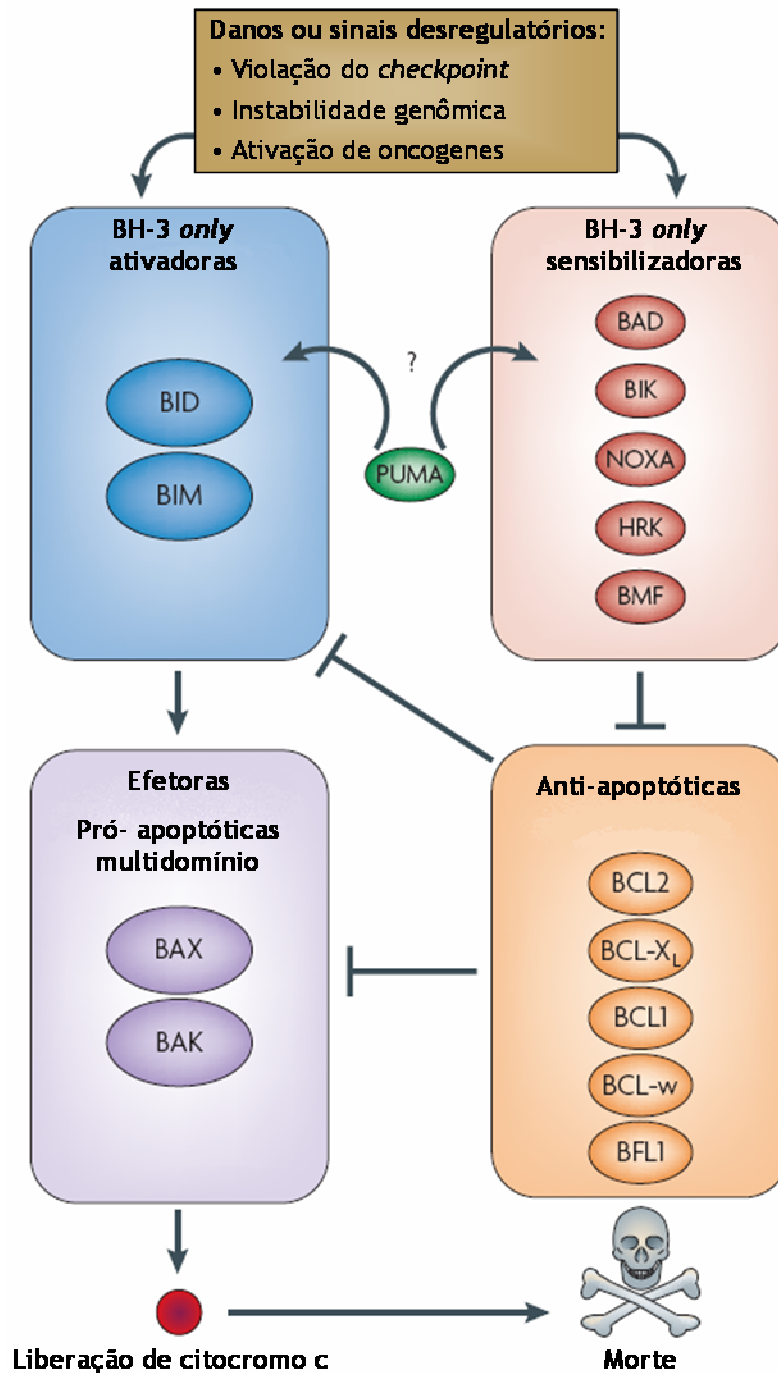 Danos ou sinais desregulatórios:
• Violação do checkpoint
• Instabilidade genômica
• Ativação de oncogenes
BH-3 only
ativadoras
BID
BIM
?
PUMA
BH-3 only
sensibilizadoras
BAD
BIK
NOXA
HRK
BMF
Efetoras
Pró- apoptóticas
multidomínio
BAX
BAK
Anti-apoptóticas
BCL2
BCL-XL
BCL1
BCL-w
BFL1
Liberação de citocromo c
Morte